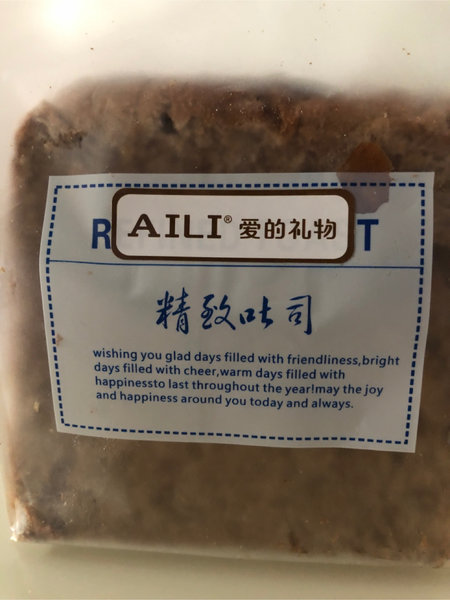 AILI® 爱的礼物
R T
精致吐司
wishing you glad days filled with friendliness,bright
days filled with cheer,warm days filled with
happinessto last throughout the year!may the joy
and happiness around you today and always.